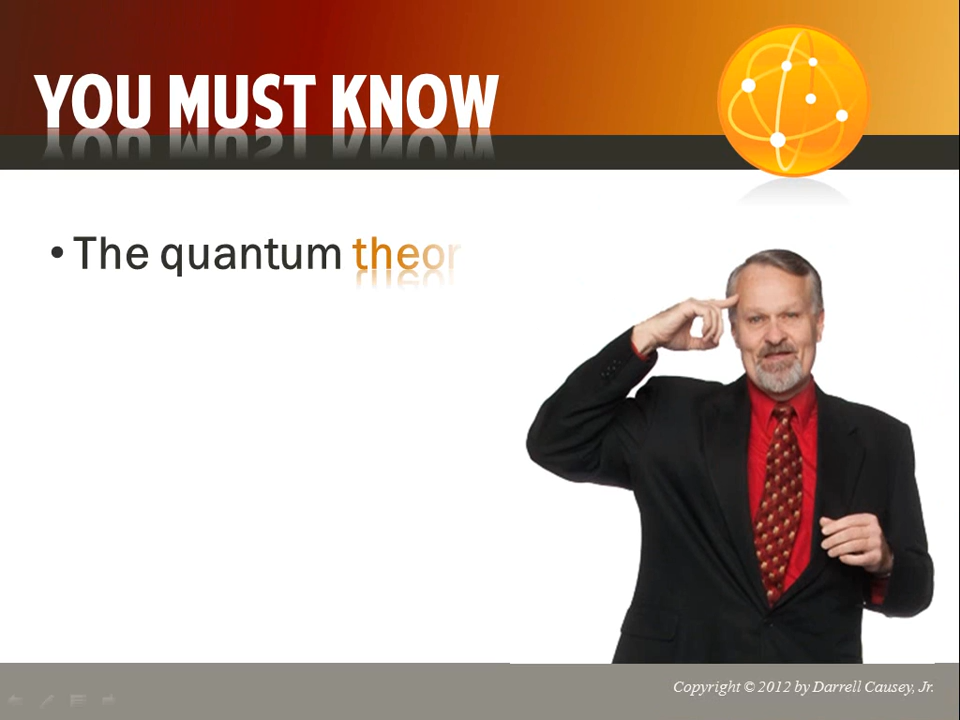 YOU MUST KNOW
• The quantum theor
Copyright © 2012 by Darrell Causey, Jr.